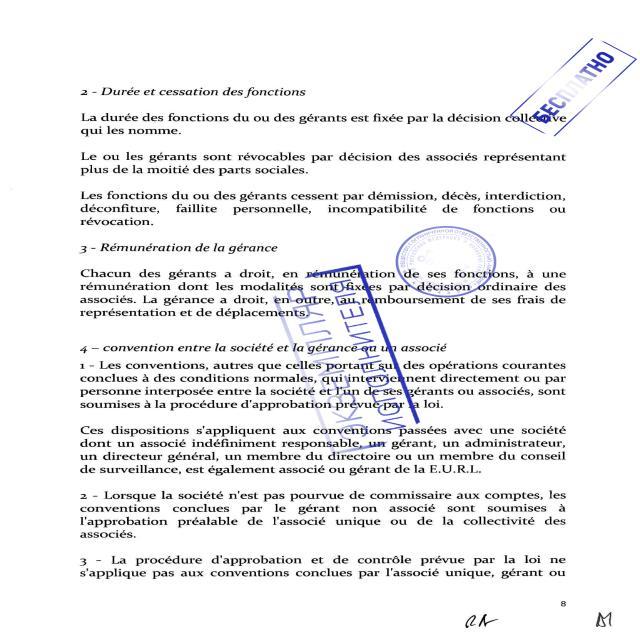 БЕСПЛАТНО
2 - Durée et cessation des fonctions
La durée des fonctions du ou des gérants est fixée par la décision collective
qui les nomme.
Le ou les gérants sont révocables par décision des associés représentant
plus de la moitié des parts sociales.
Les fonctions du ou des gérants cessent par démission, décès, interdiction,
déconfiture, faillite personnelle, incompatibilité de fonctions ou
révocation.
3 - Rémunération de la gérance
Chacun des gérants a droit, en rémunération de ses fonctions, à une
rémunération dont les modalités sont fixées par décision ordinaire des
associés. La gérance a droit, en outre, au remboursement de ses frais de
représentation et de déplacements.
ЭКЗЕМПЛЯР
ИСПОЛНИТЕЛЯ
4 – convention entre la société et la gérance ou un associé
1 - Les conventions, autres que celles portant sur des opérations courantes
conclues à des conditions normales, qui interviennent directement ou par
personne interposée entre la société et l'un de ses gérants ou associés, sont
soumises à la procédure d'approbation prévue par la loi.
Ces dispositions s'appliquent aux conventions passées avec une société
dont un associé indéfiniment responsable, un gérant, un administrateur,
un directeur général, un membre du directoire ou un membre du conseil
de surveillance, est également associé ou gérant de la E.U.R.L.
2 - Lorsque la société n'est pas pourvue de commissaire aux comptes, les
conventions conclues par le gérant non associé sont soumises à
l'approbation préalable de l'associé unique ou de la collectivité des
associés.
3 - La procédure d'approbation et de contrôle prévue par la loi ne
s'applique pas aux conventions conclues par l'associé unique, gérant ou
8